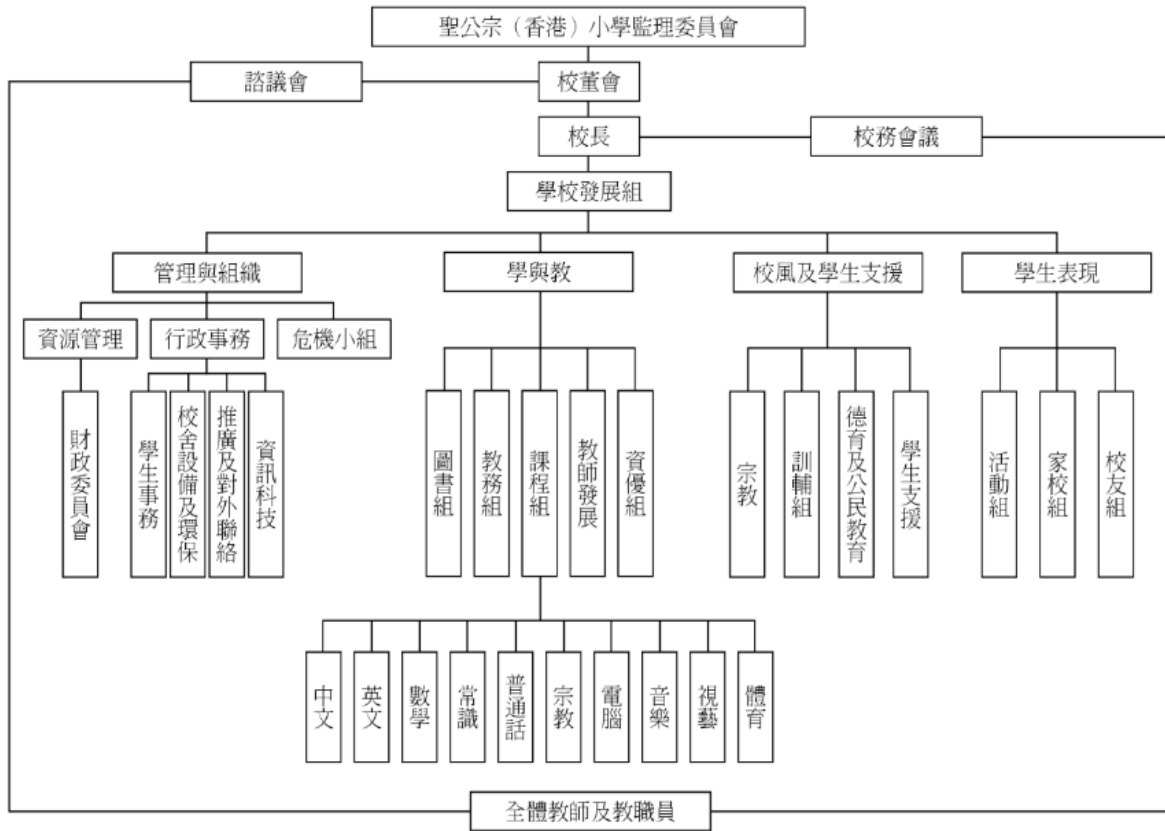 聖公宗（香港）小學監理委員會
諮議會
校董會
校長
校務會議
學校發展組
管理與組織
學與教
校風及學生支援
學生表現
資源管理
行政事務
危機小組
財政委員會
學生事務
校舍設備及環保
推廣及對外聯絡
資訊科技
圖書組
教務組
課程組
教師發展
資優組
宗教
訓輔組
德育及公民教育
學生支援
活動組
家校組
校友組
中文
英文
數學
常識
普通話
宗教
電腦
音樂
視藝
體育
全體教師及教職員